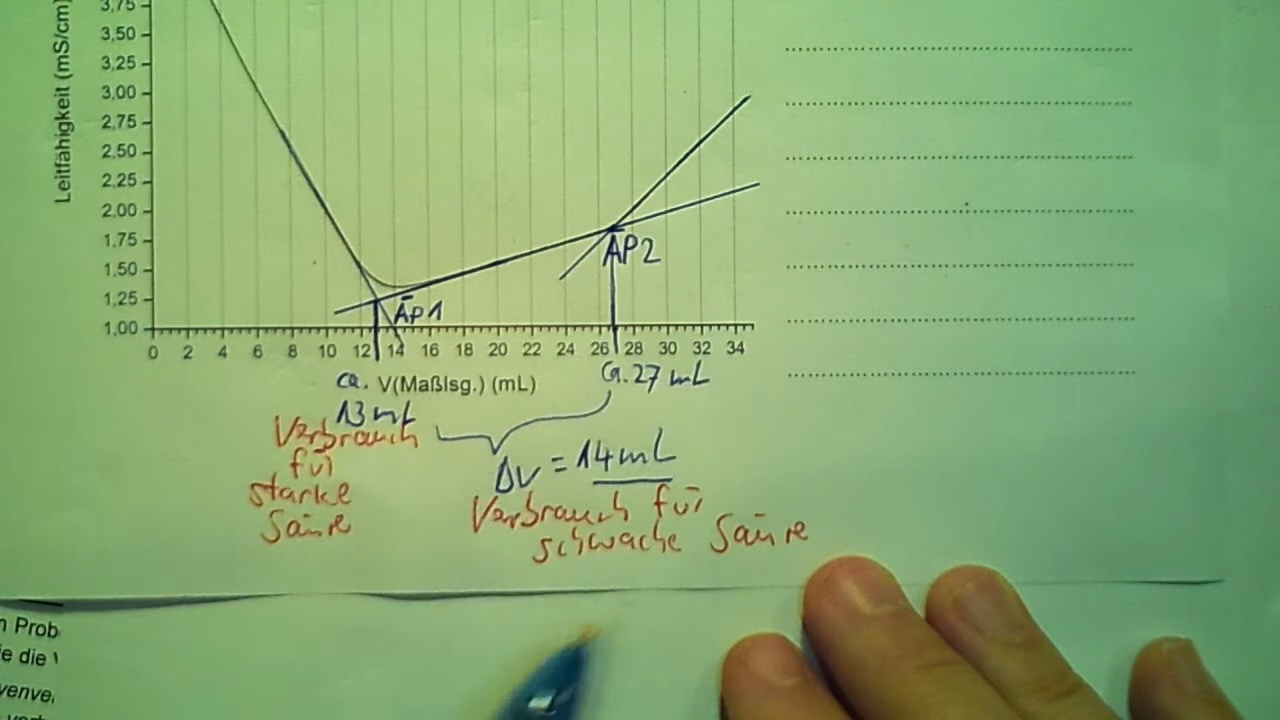 Leitfähigkeit (mS/cm)
3,75
3,50
3,25
3,00
2,75
2,50
2,25
2,00
1,75
1,50
1,25
1,00
ÄP1
ÄP2
0 2 4 6 8 10 12 14 16 18 20 22 24 26 28 30 32 34
V(Maßlsg.) (mL)
ca.
13 mL
ca. 27 mL
Verbrauch
für
starke
Säure
ΔV = 14 mL
Verbrauch für
schwache Säure
n Prob
ie die